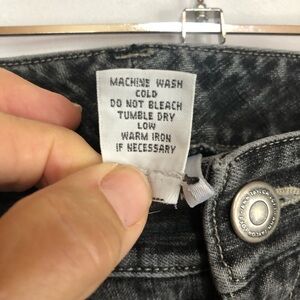 MACHINE WASH
COLD
DO NOT BLEACH
TUMBLE DRY
LOW
WARM IRON
IF NECESSARY